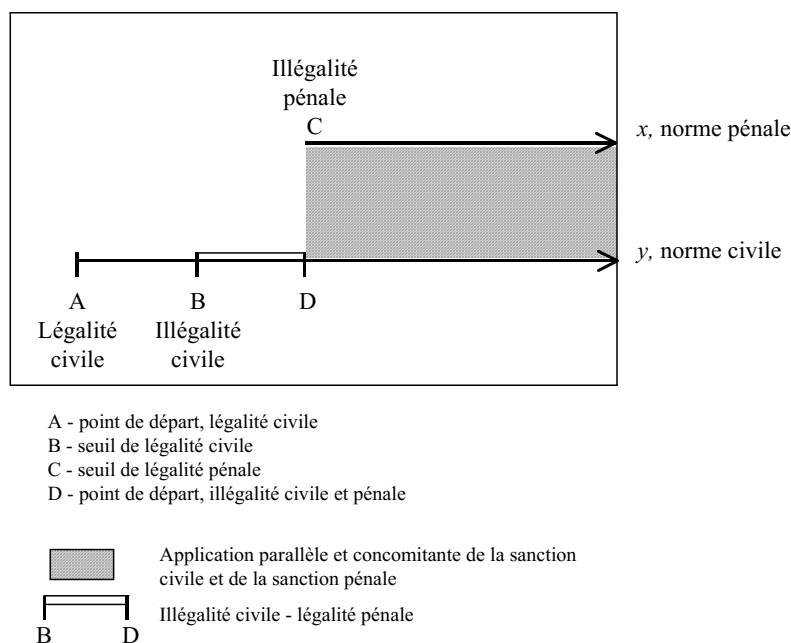 Illégalité
pénale
C
x, norme pénale
y, norme civile
A
B
D
Légalité
civile
Illégalité
civile
A - point de départ, légalité civile
B - seuil de légalité civile
C - seuil de légalité pénale
D - point de départ, illégalité civile et pénale
Application parallèle et concomitante de la sanction
civile et de la sanction pénale
Illégalité civile - légalité pénale
B
D